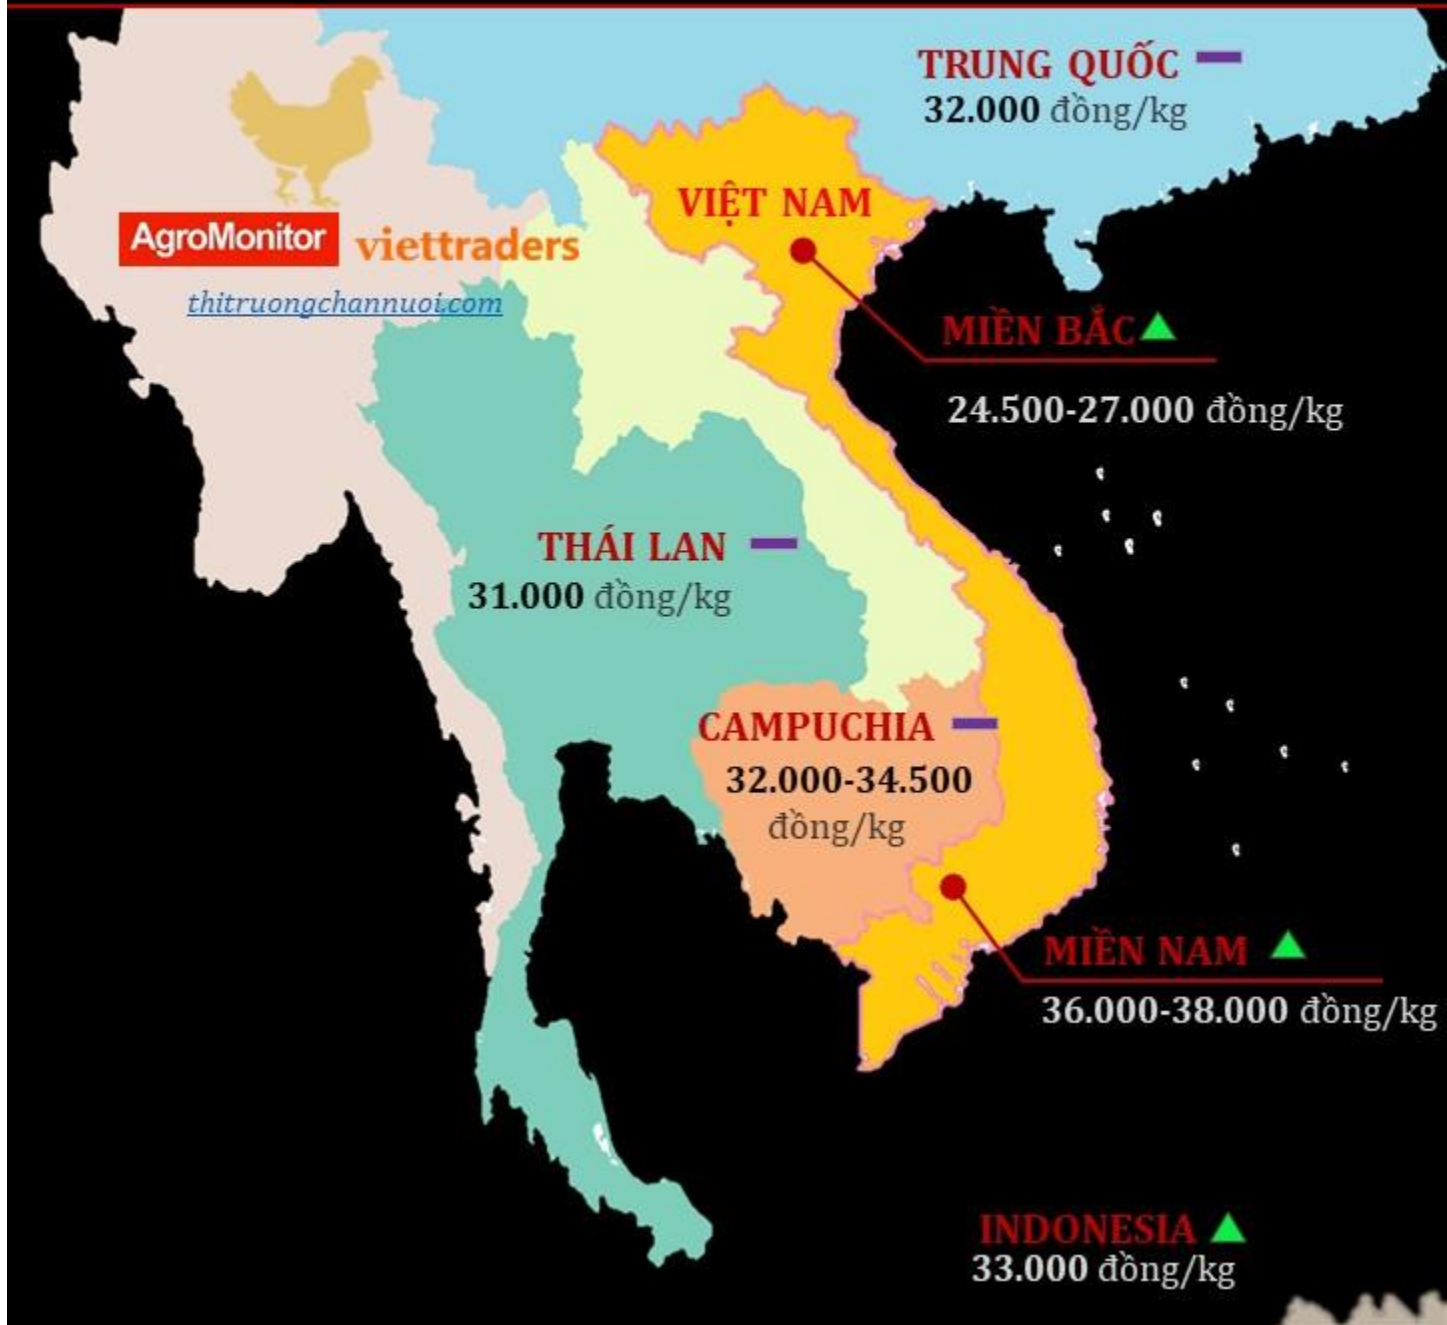 TRUNG QUỐC
32.000 đồng/kg
VIỆT NAM
AgroMonitor viettraders
thitruongchannuoi.com
MIỀN BẮC
24.500-27.000 đồng/kg
THÁI LAN
31.000 đồng/kg
CAMPUCHIA
32.000-34.500
đồng/kg
MIỀN NAM
36.000-38.000 đồng/kg
INDONESIA
33.000 đồng/kg